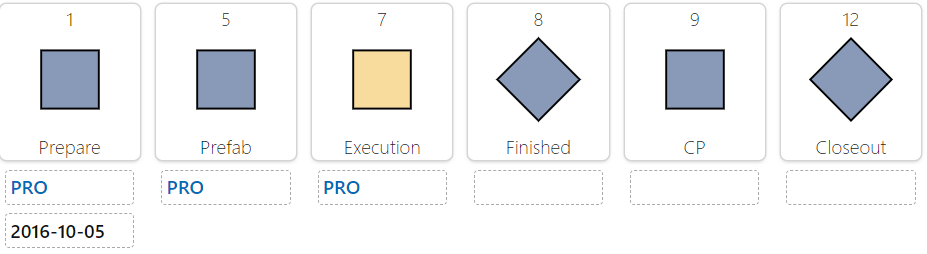 1 5 7 8 9 12
Prepare Prefab Execution Finished CP Closeout
PRO PRO PRO
2016-10-05